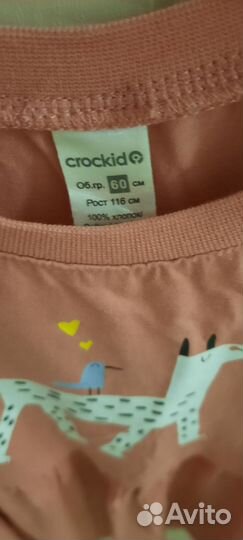 crockid
Об.гр. 60 см
Рост 116 см
100% хлопок
Avito